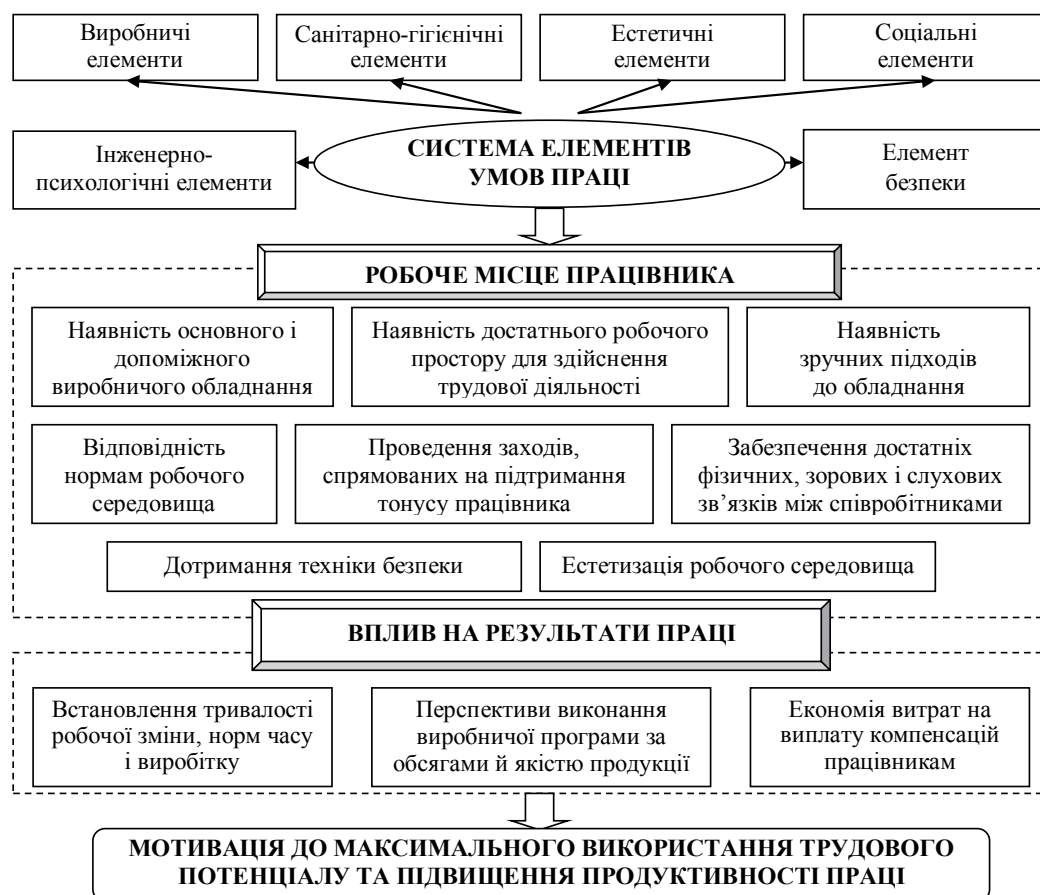 Виробничі
елементи
Санітарно-гігієнічні
елементи
Естетичні
елементи
Соціальні
елементи
Інженерно-
психологічні елементи
СИСТЕМА ЕЛЕМЕНТІВ
УМОВ ПРАЦІ
Елемент
безпеки
РОБОЧЕ МІСЦЕ ПРАЦІВНИКА
Наявність основного і
допоміжного
виробничого обладнання
Наявність достатнього робочого
простору для здійснення
трудової діяльності
Наявність
зручних підходів
до обладнання
Відповідність
нормам робочого
середовища
Проведення заходів,
спрямованих на підтримання
тонусу працівника
Забезпечення достатніх
фізичних, зорових і слухових
зв’язків між співробітниками
Дотримання техніки безпеки
Естетизація робочого середовища
ВПЛИВ НА РЕЗУЛЬТАТИ ПРАЦІ
Встановлення тривалості
робочої зміни, норм часу
і виробітку
Перспективи виконання
виробничої програми за
обсягами й якістю продукції
Економія витрат на
виплату компенсацій
працівникам
МОТИВАЦІЯ ДО МАКСИМАЛЬНОГО ВИКОРИСТАННЯ ТРУДОВОГО
ПОТЕНЦІАЛУ ТА ПІДВИЩЕННЯ ПРОДУКТИВНОСТІ ПРАЦІ